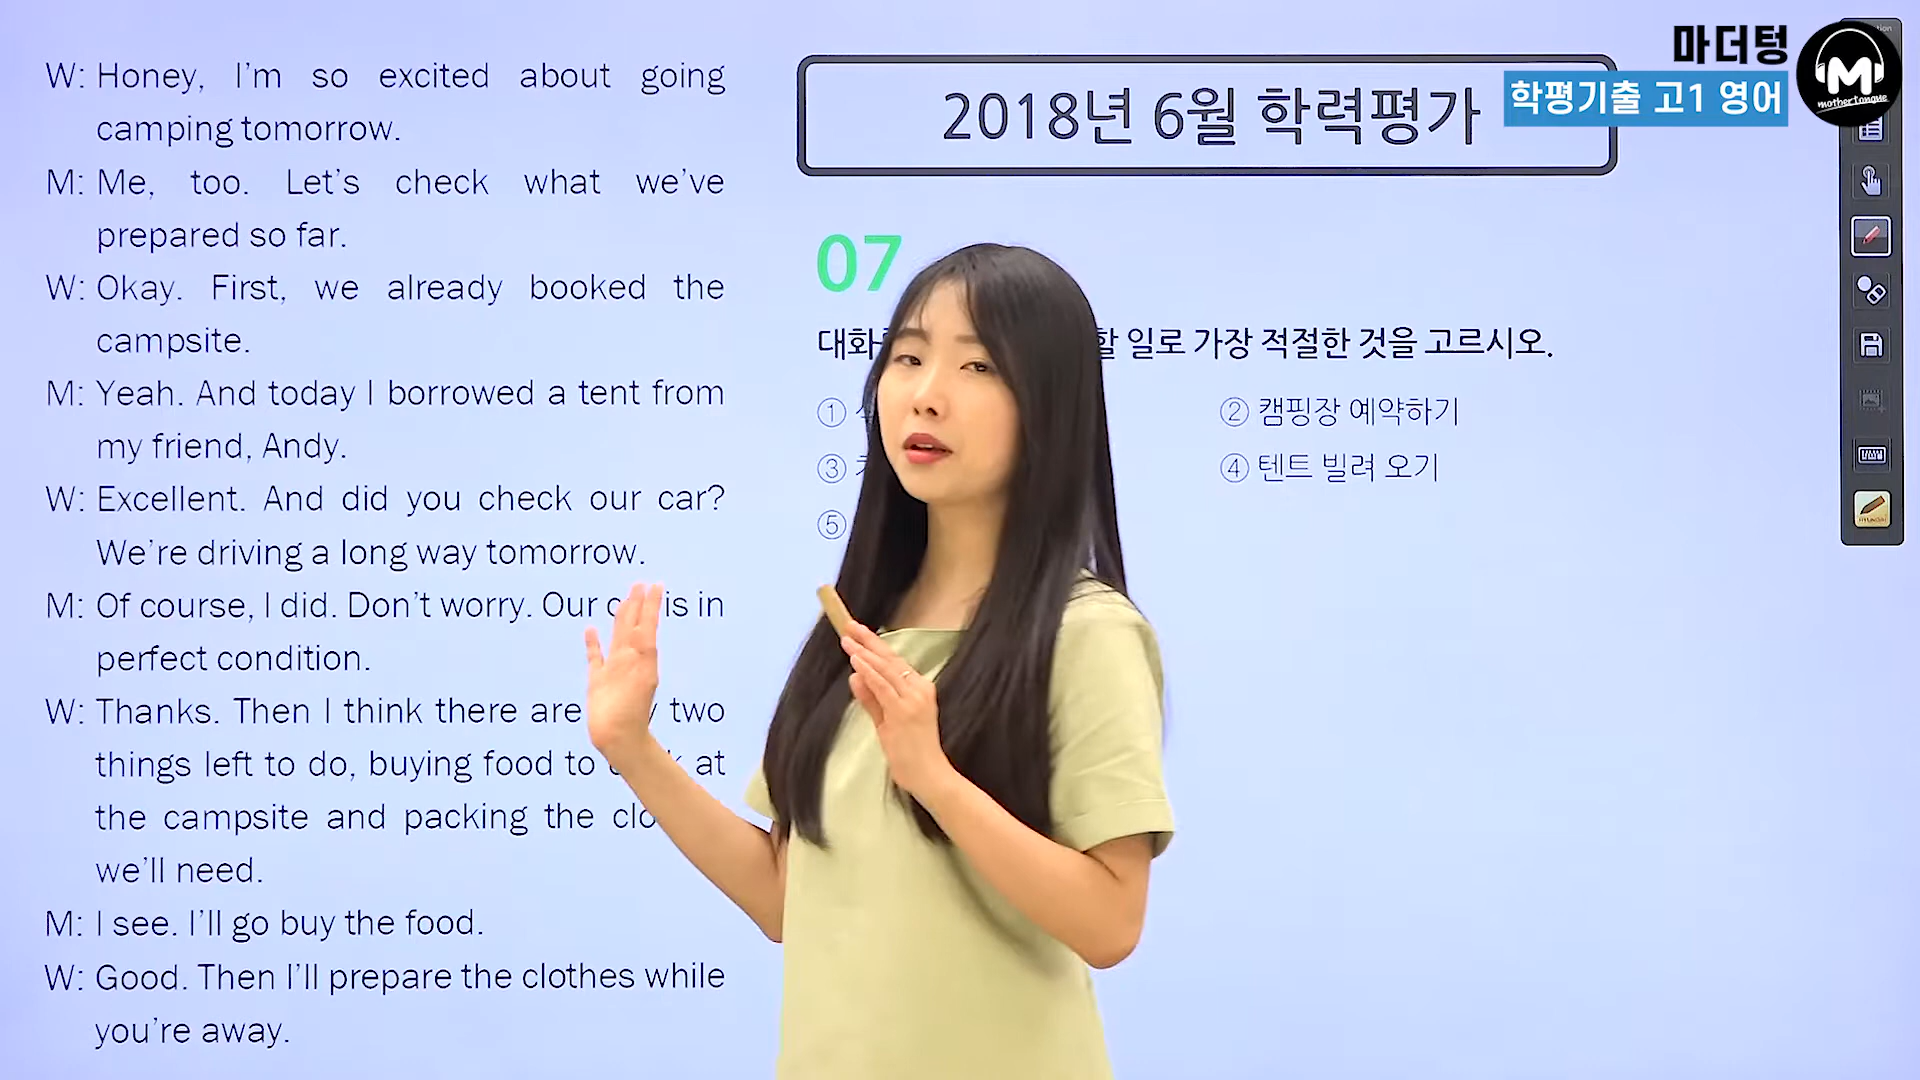 W: Honey, I'm so excited about going
camping tomorrow.
M: Me, too. Let's check what we've
prepared so far.
W: Okay. First, we already booked the
campsite.
M: Yeah. And today I borrowed a tent from
my friend, Andy.
W: Excellent. And did you check our car?
We're driving a long way tomorrow.
M: Of course, I did. Don't worry. Our is in
perfect condition.
W: Thanks. Then I think there are two
things left to do, buying food to at
the campsite and packing the
we'll need.
M: I see. I'll go buy the food.
W: Good. Then I'll prepare the clothes while
you're away.
2018년 6월 학력평가
07
할 일로 가장 적절한 것을 고르시오.
①
② 캠핑장 예약하기
③
④ 텐트 빌려 오기
⑤
마더텅
학평기출 고1 영어
M
mothertongue